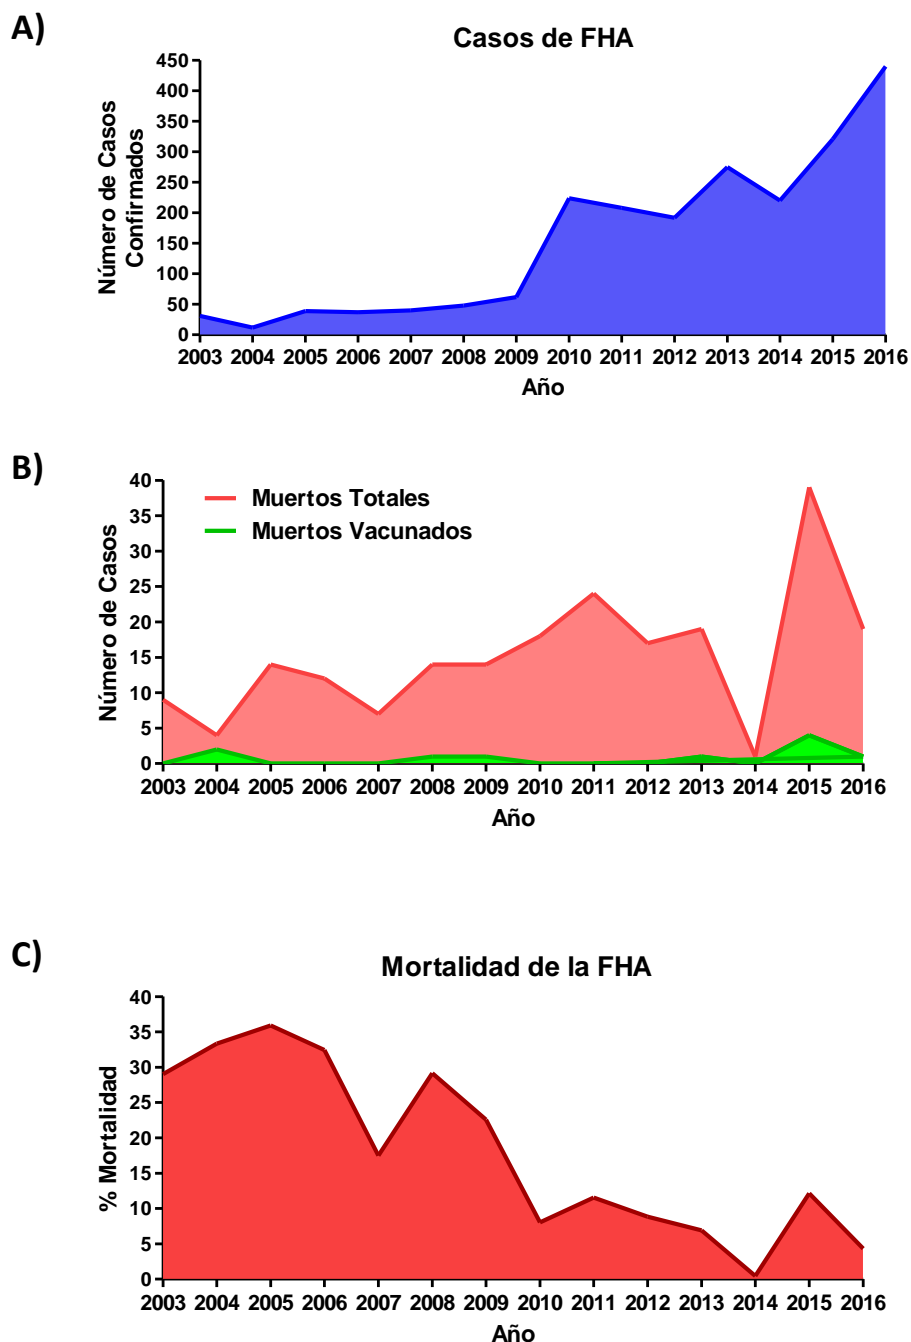 A)
Casos de FHA
450
400
350
300
250
200
150
100
50
0
Número de Casos
Confirmados
2003 2004 2005 2006 2007 2008 2009 2010 2011 2012 2013 2014 2015 2016
Año
B)
Muertos Totales
Muertos Vacunados
40
35
30
25
20
15
10
5
0
Número de Casos
2003 2004 2005 2006 2007 2008 2009 2010 2011 2012 2013 2014 2015 2016
Año
C)
Mortalidad de la FHA
40
35
30
25
20
15
10
5
0
% Mortalidad
2003 2004 2005 2006 2007 2008 2009 2010 2011 2012 2013 2014 2015 2016
Año